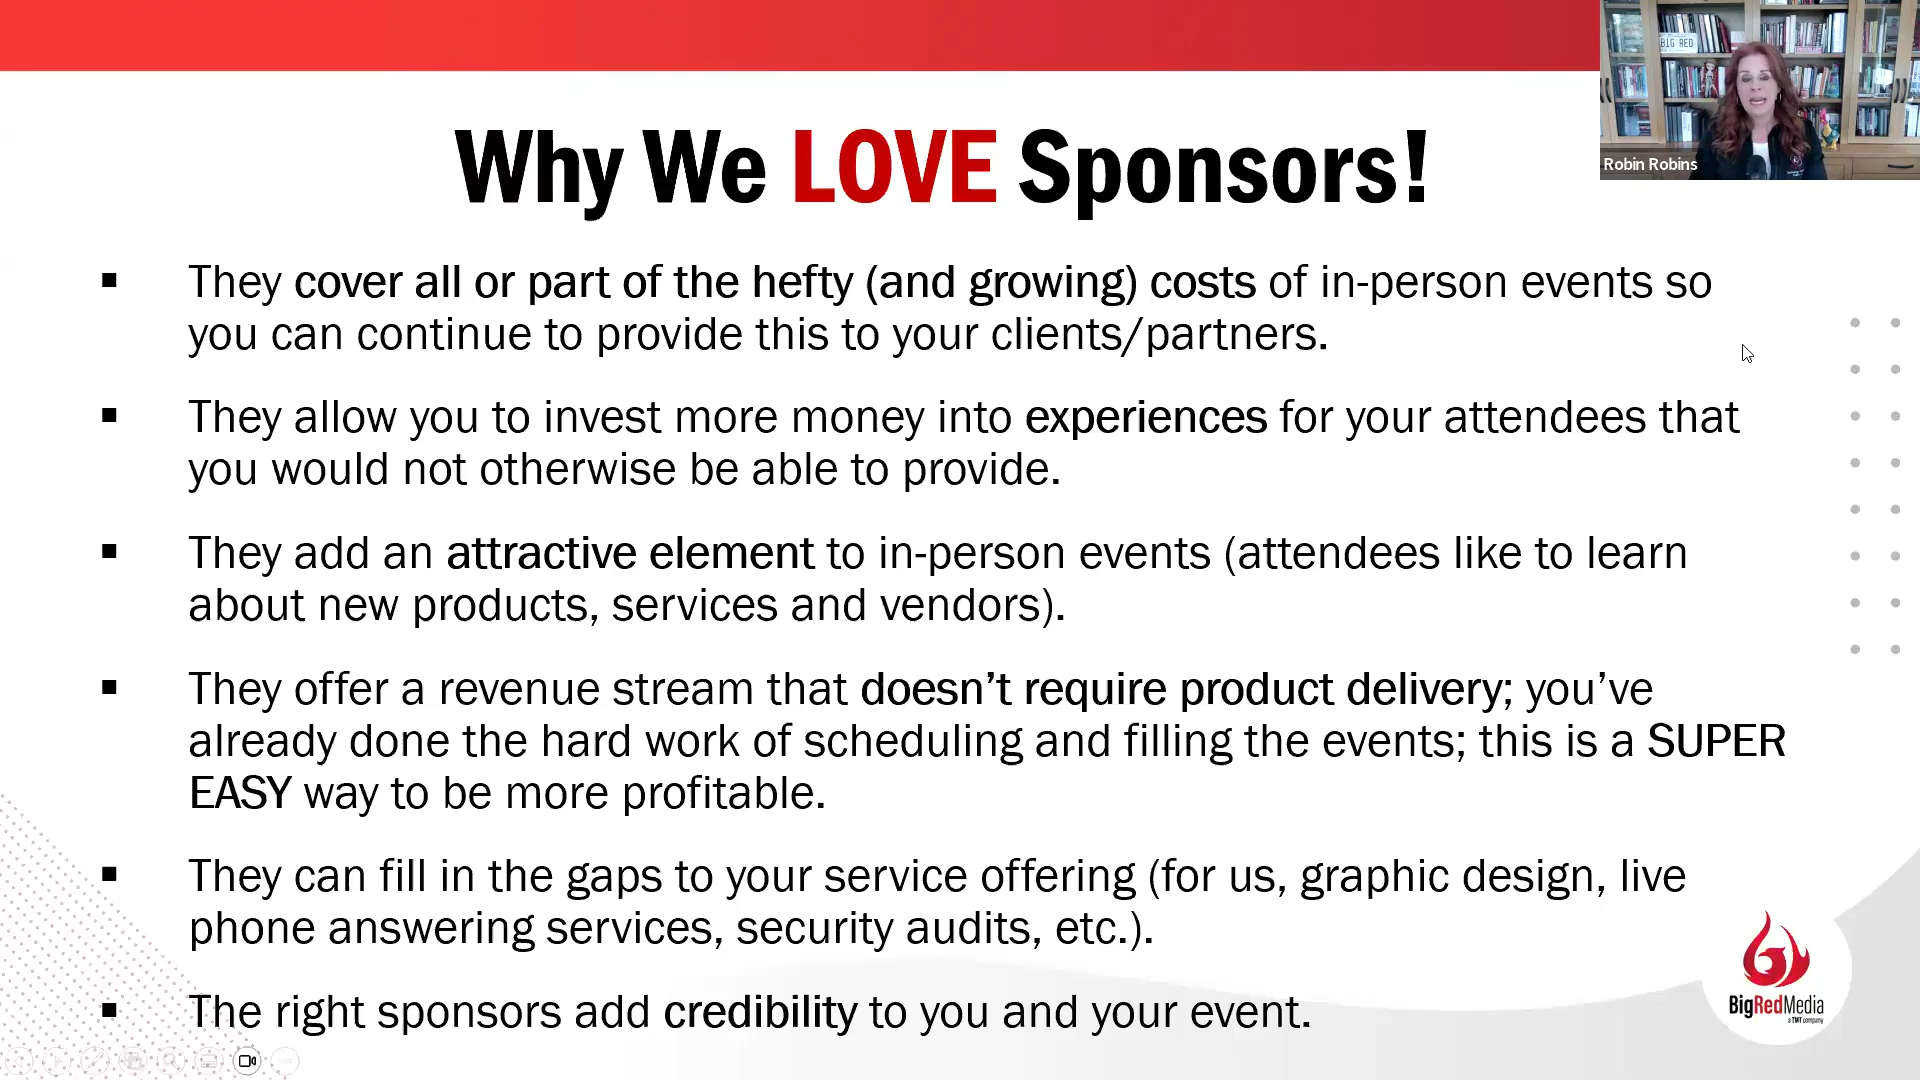 BIG RED
Robin Robins
Why We LOVE Sponsors!
▪ They cover all or part of the hefty (and growing) costs of in-person events so
you can continue to provide this to your clients/partners.
▪ They allow you to invest more money into experiences for your attendees that
you would not otherwise be able to provide.
▪ They add an attractive element to in-person events (attendees like to learn
about new products, services and vendors).
▪ They offer a revenue stream that doesn’t require product delivery; you’ve
already done the hard work of scheduling and filling the events; this is a SUPER
EASY way to be more profitable.
▪ They can fill in the gaps to your service offering (for us, graphic design, live
phone answering services, security audits, etc.).
▪ The right sponsors add credibility to you and your event.
BigRedMedia
a TMT company